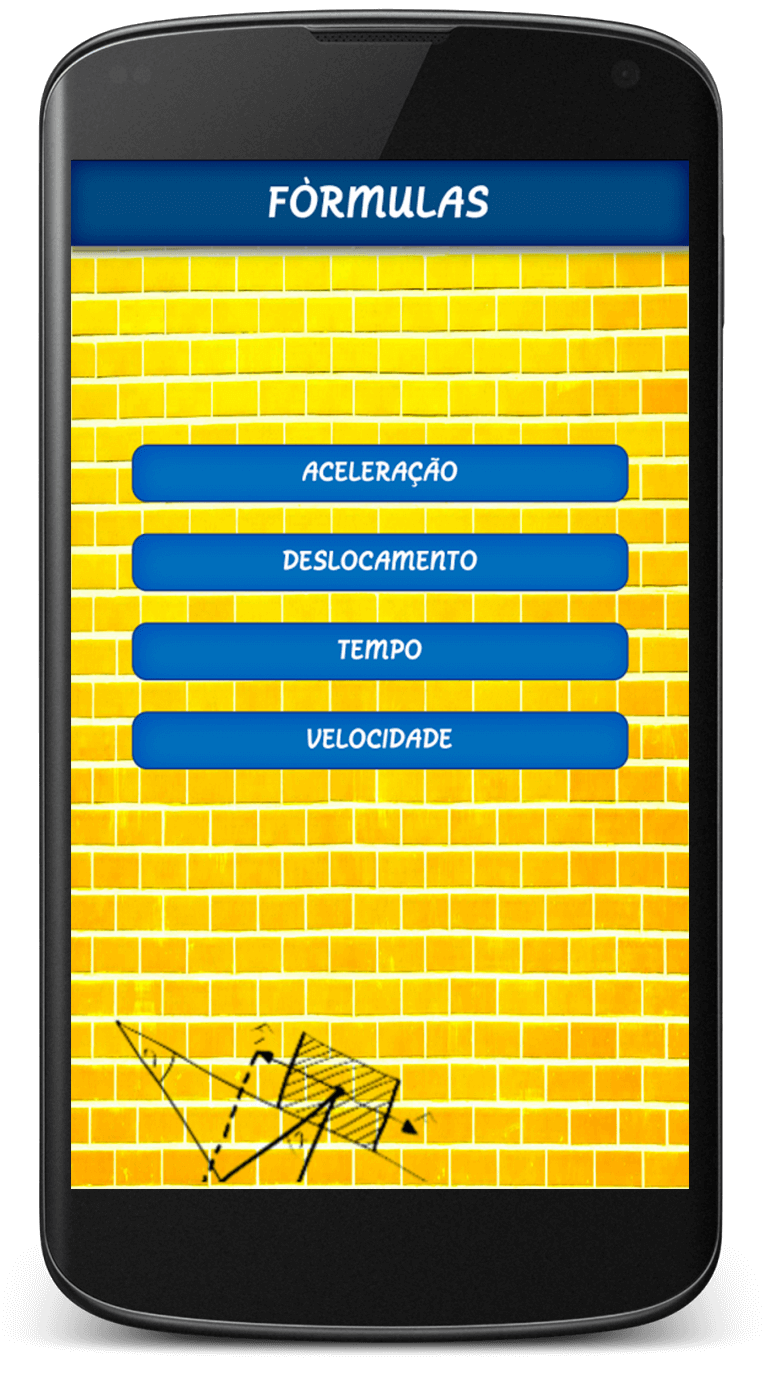 FÒRMULAS
ACELERAÇÃO
DESLOCAMENTO
TEMPO
VELOCIDADE